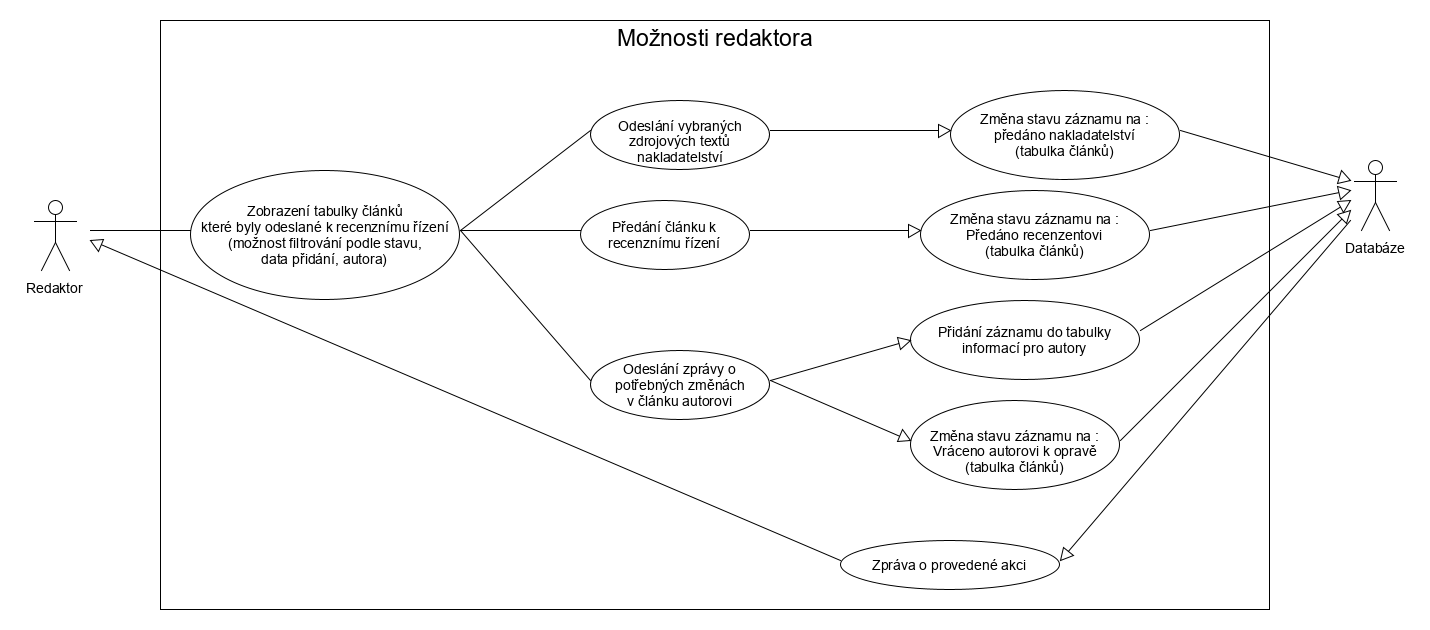 Možnosti redaktora
Redaktor
Zobrazení tabulky článků
které byly odeslané k recenznímu řízení
(možnost filtrování podle stavu,
data přidání, autora)
Odeslání vybraných
zdrojových textů
nakladatelství
Změna stavu záznamu na :
předáno nakladatelství
(tabulka článků)
Předání článku k
recenznímu řízení
Změna stavu záznamu na :
Předáno recenzentovi
(tabulka článků)
Odeslání zprávy o
potřebných změnách
v článku autorovi
Přidání záznamu do tabulky
informací pro autory
Změna stavu záznamu na :
Vráceno autorovi k opravě
(tabulka článků)
Zpráva o provedené akci
Databáze